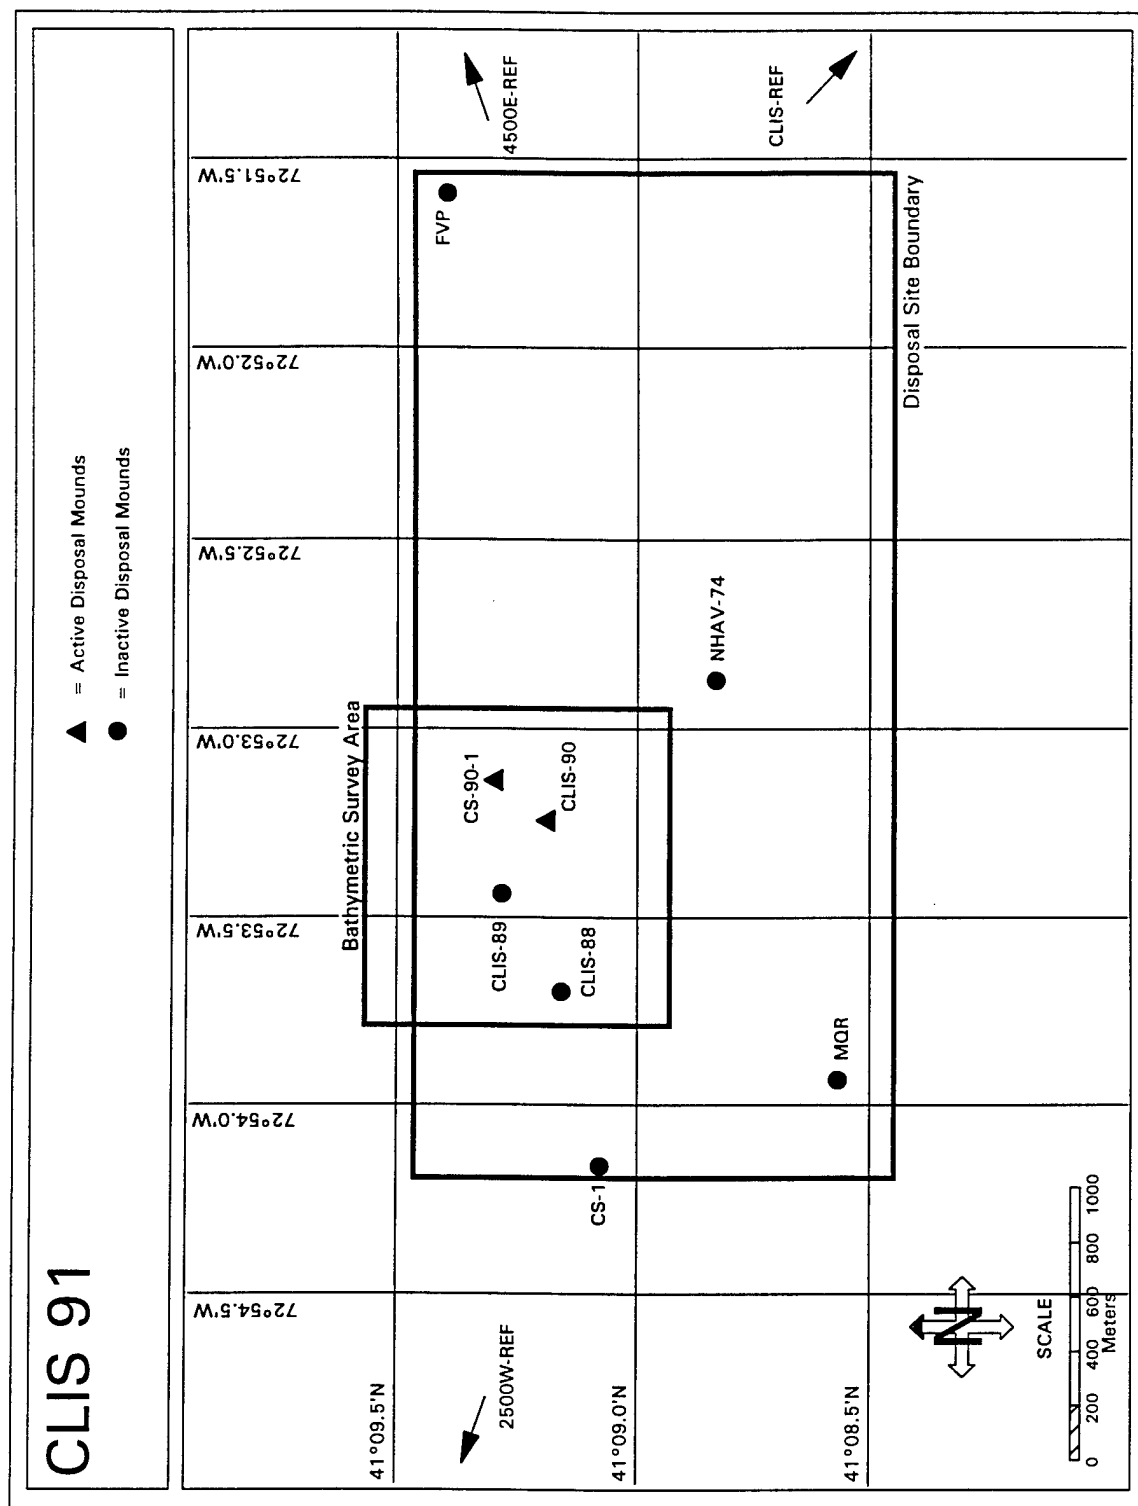 CLIS 91
▲ = Active Disposal Mounds
● = Inactive Disposal Mounds
72°54.5'W
72°54.0'W
72°53.5'W
72°53.0'W
72°52.5'W
72°52.0'W
72°51.5'W
Bathymetric Survey Area
41°09.5'N
2500W-REF
4500E-REF
FVP
CS-90-1
CLIS-89
CLIS-90
CLIS-88
CS-1
41°09.0'N
NHAV-74
CLIS-REF
MQR
41°08.5'N
Disposal Site Boundary
N
SCALE
0 200 400 600 800 1000
Meters